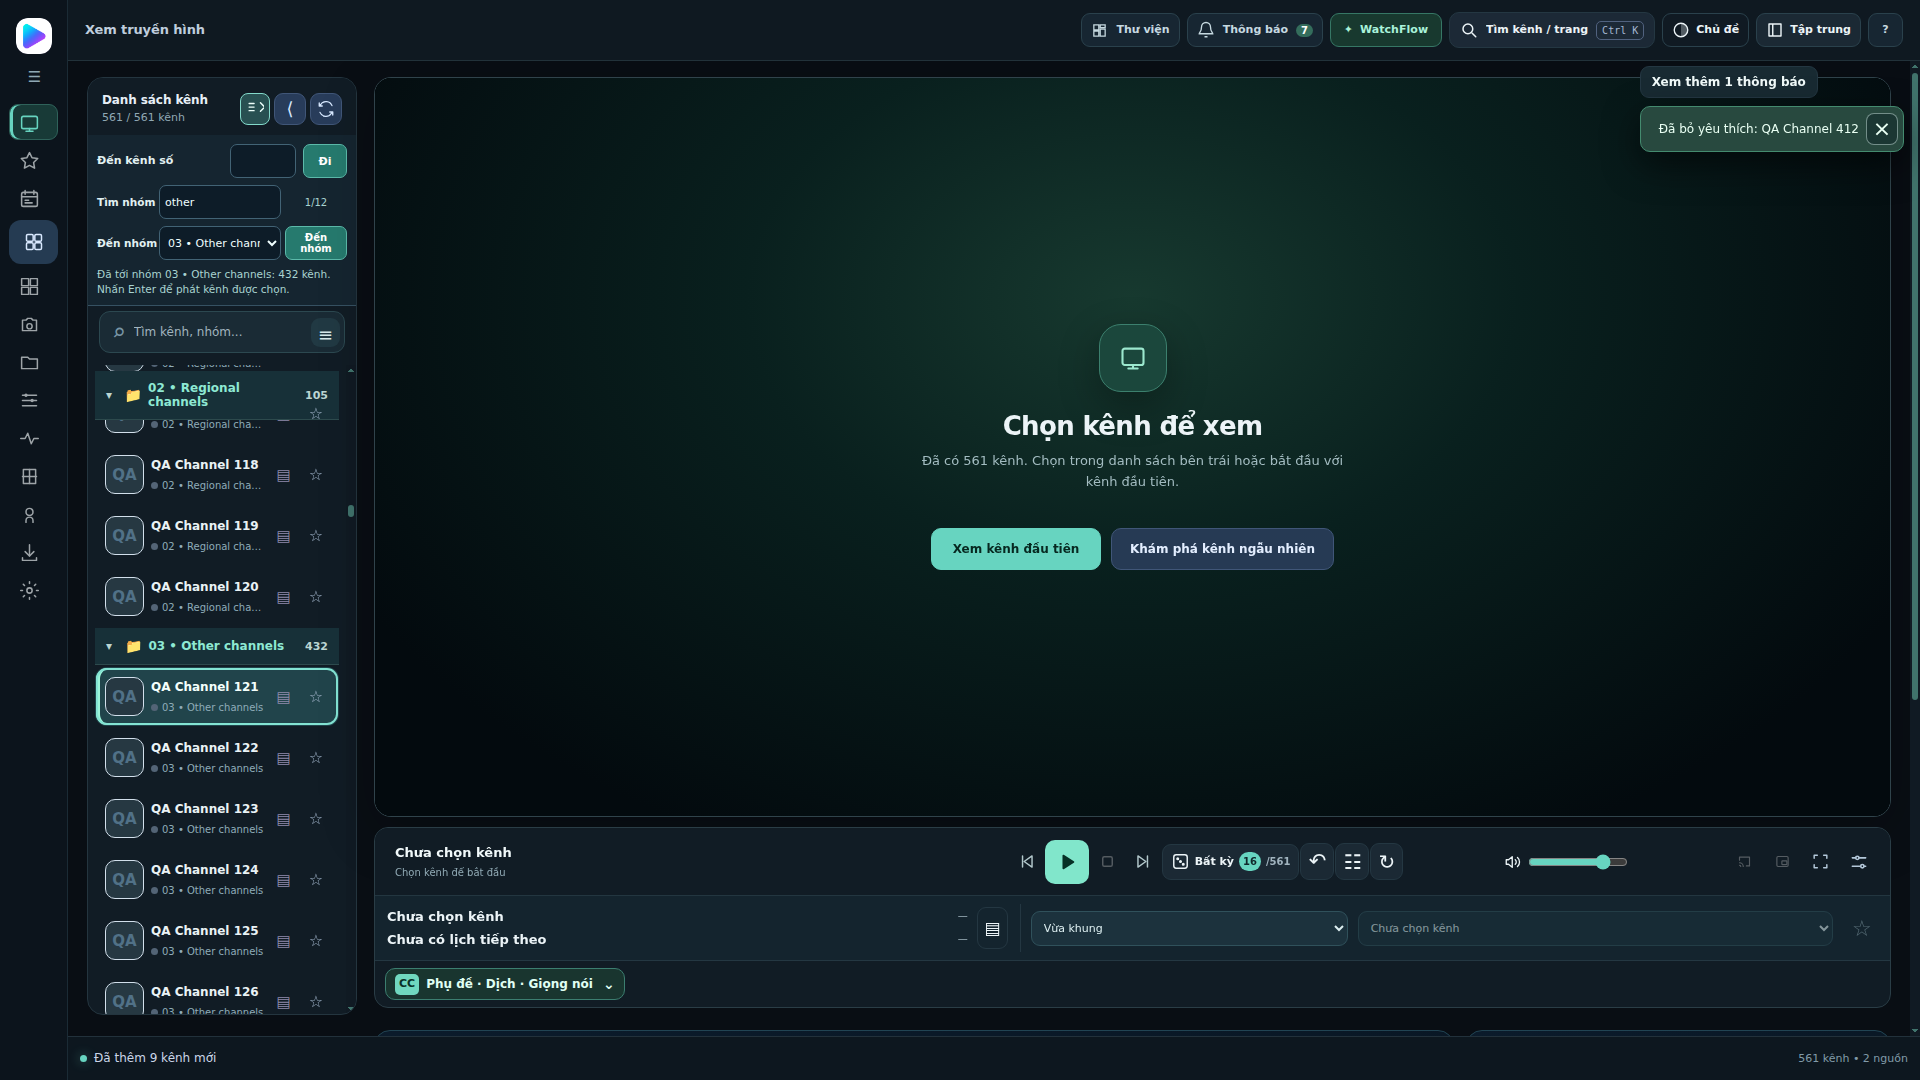 Xem truyền hình
Thư viện
Thông báo 7
WatchFlow
Tìm kênh / trang Ctrl K
Chủ đề
Tập trung
?
Xem thêm 1 thông báo
Đã bỏ yêu thích: QA Channel 412
Danh sách kênh
561 / 561 kênh
Đến kênh số
Đi
Tìm nhóm other 1/12
Đến nhóm
Đến
nhóm
Đã tới nhóm 03 • Other channels: 432 kênh.
Nhấn Enter để phát kênh được chọn.
Tìm kênh, nhóm...
02 • Regional
channels
105
02 • Regional cha...
QA QA Channel 118
02 • Regional cha...
QA QA Channel 119
02 • Regional cha...
QA QA Channel 120
02 • Regional cha...
03 • Other channels 432
QA QA Channel 121
03 • Other channels
QA QA Channel 122
03 • Other channels
QA QA Channel 123
03 • Other channels
QA QA Channel 124
03 • Other channels
QA QA Channel 125
03 • Other channels
QA QA Channel 126
03 • Other channels
Chọn kênh để xem
Đã có 561 kênh. Chọn trong danh sách bên trái hoặc bắt đầu với
kênh đầu tiên.
Xem kênh đầu tiên
Khám phá kênh ngẫu nhiên
Chưa chọn kênh
Chọn kênh để bắt đầu
Bất kỳ 16 /561
Chưa chọn kênh —
Chưa có lịch tiếp theo —
Vừa khung
Chưa chọn kênh
CC Phụ đề · Dịch · Giọng nói
Đã thêm 9 kênh mới
561 kênh • 2 nguồn